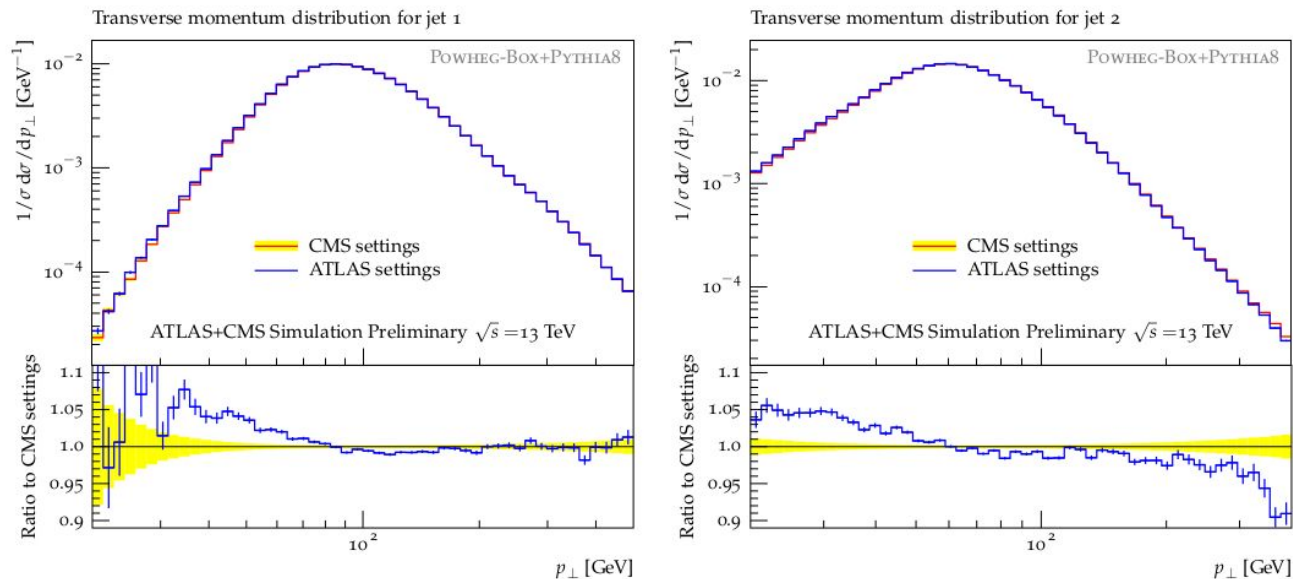 Transverse momentum distribution for jet 1
1/σ dσ/dp⊥ [GeV⁻¹]
POWHEG-BOX+PYTHIA8
10⁻²
10⁻³
10⁻⁴
CMS settings
ATLAS settings
ATLAS+CMS Simulation Preliminary √s = 13 TeV
Ratio to CMS settings
1.1
1.05
1.0
0.95
0.9
10²
p⊥ [GeV]
Transverse momentum distribution for jet 2
1/σ dσ/dp⊥ [GeV⁻¹]
POWHEG-BOX+PYTHIA8
10⁻²
10⁻³
10⁻⁴
CMS settings
ATLAS settings
ATLAS+CMS Simulation Preliminary √s = 13 TeV
Ratio to CMS settings
1.1
1.05
1.0
0.95
0.9
10²
p⊥ [GeV]